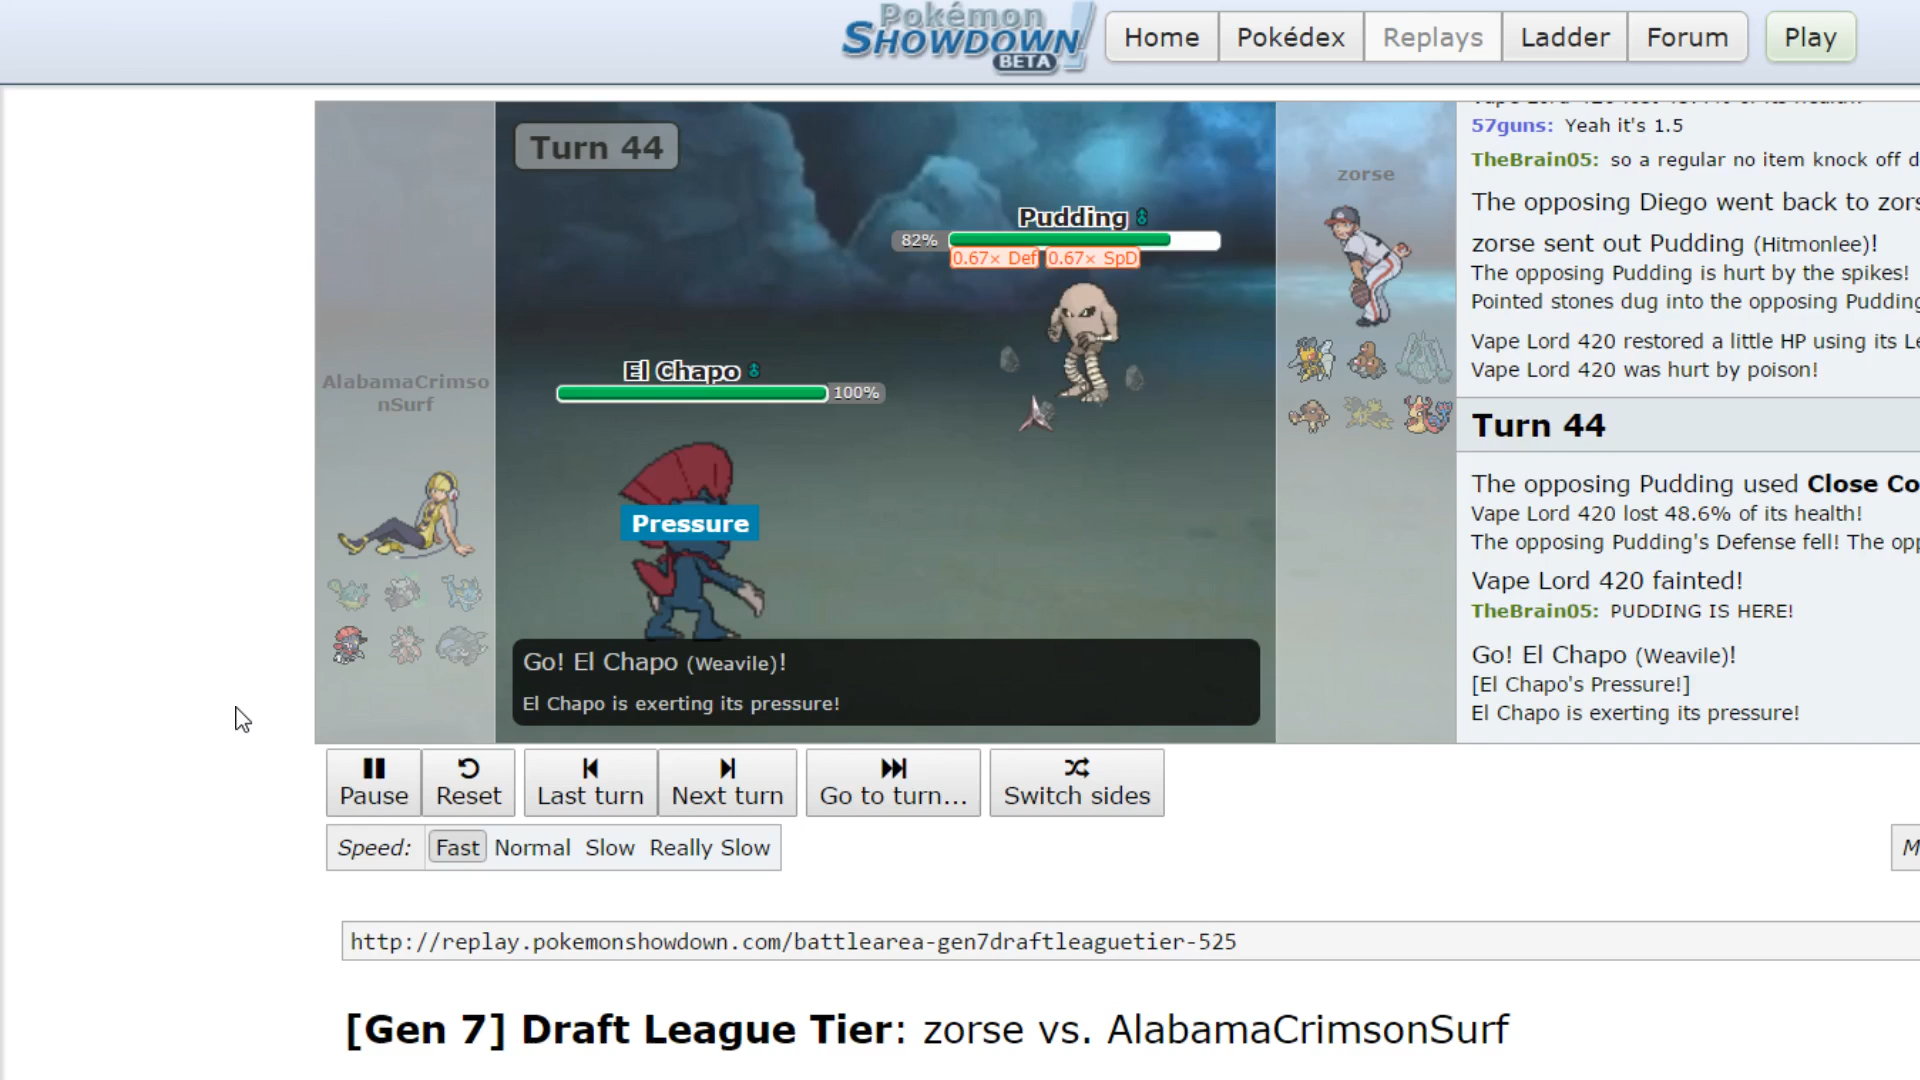 Pokémon
SHOWDOWN!
BETA
Home
Pokédex
Replays
Ladder
Forum
Play
AlabamaCrimso
nSurf
Turn 44
Pudding
82%
0.67× Def 0.67× SpD
El Chapo
100%
Pressure
Go! El Chapo (Weavile)!
El Chapo is exerting its pressure!
zorse
57guns: Yeah it's 1.5
TheBrain05: so a regular no item knock off d
The opposing Diego went back to zors
zorse sent out Pudding (Hitmonlee)!
The opposing Pudding is hurt by the spikes!
Pointed stones dug into the opposing Pudding
Vape Lord 420 restored a little HP using its Le
Vape Lord 420 was hurt by poison!
Turn 44
The opposing Pudding used Close Co
Vape Lord 420 lost 48.6% of its health!
The opposing Pudding's Defense fell! The opp
Vape Lord 420 fainted!
TheBrain05: PUDDING IS HERE!
Go! El Chapo (Weavile)!
[El Chapo's Pressure!]
El Chapo is exerting its pressure!
Pause
Reset
Last turn
Next turn
Go to turn...
Switch sides
Speed: Fast Normal Slow Really Slow
M
http://replay.pokemonshowdown.com/battlearea-gen7draftleaguetier-525
[Gen 7] Draft League Tier: zorse vs. AlabamaCrimsonSurf